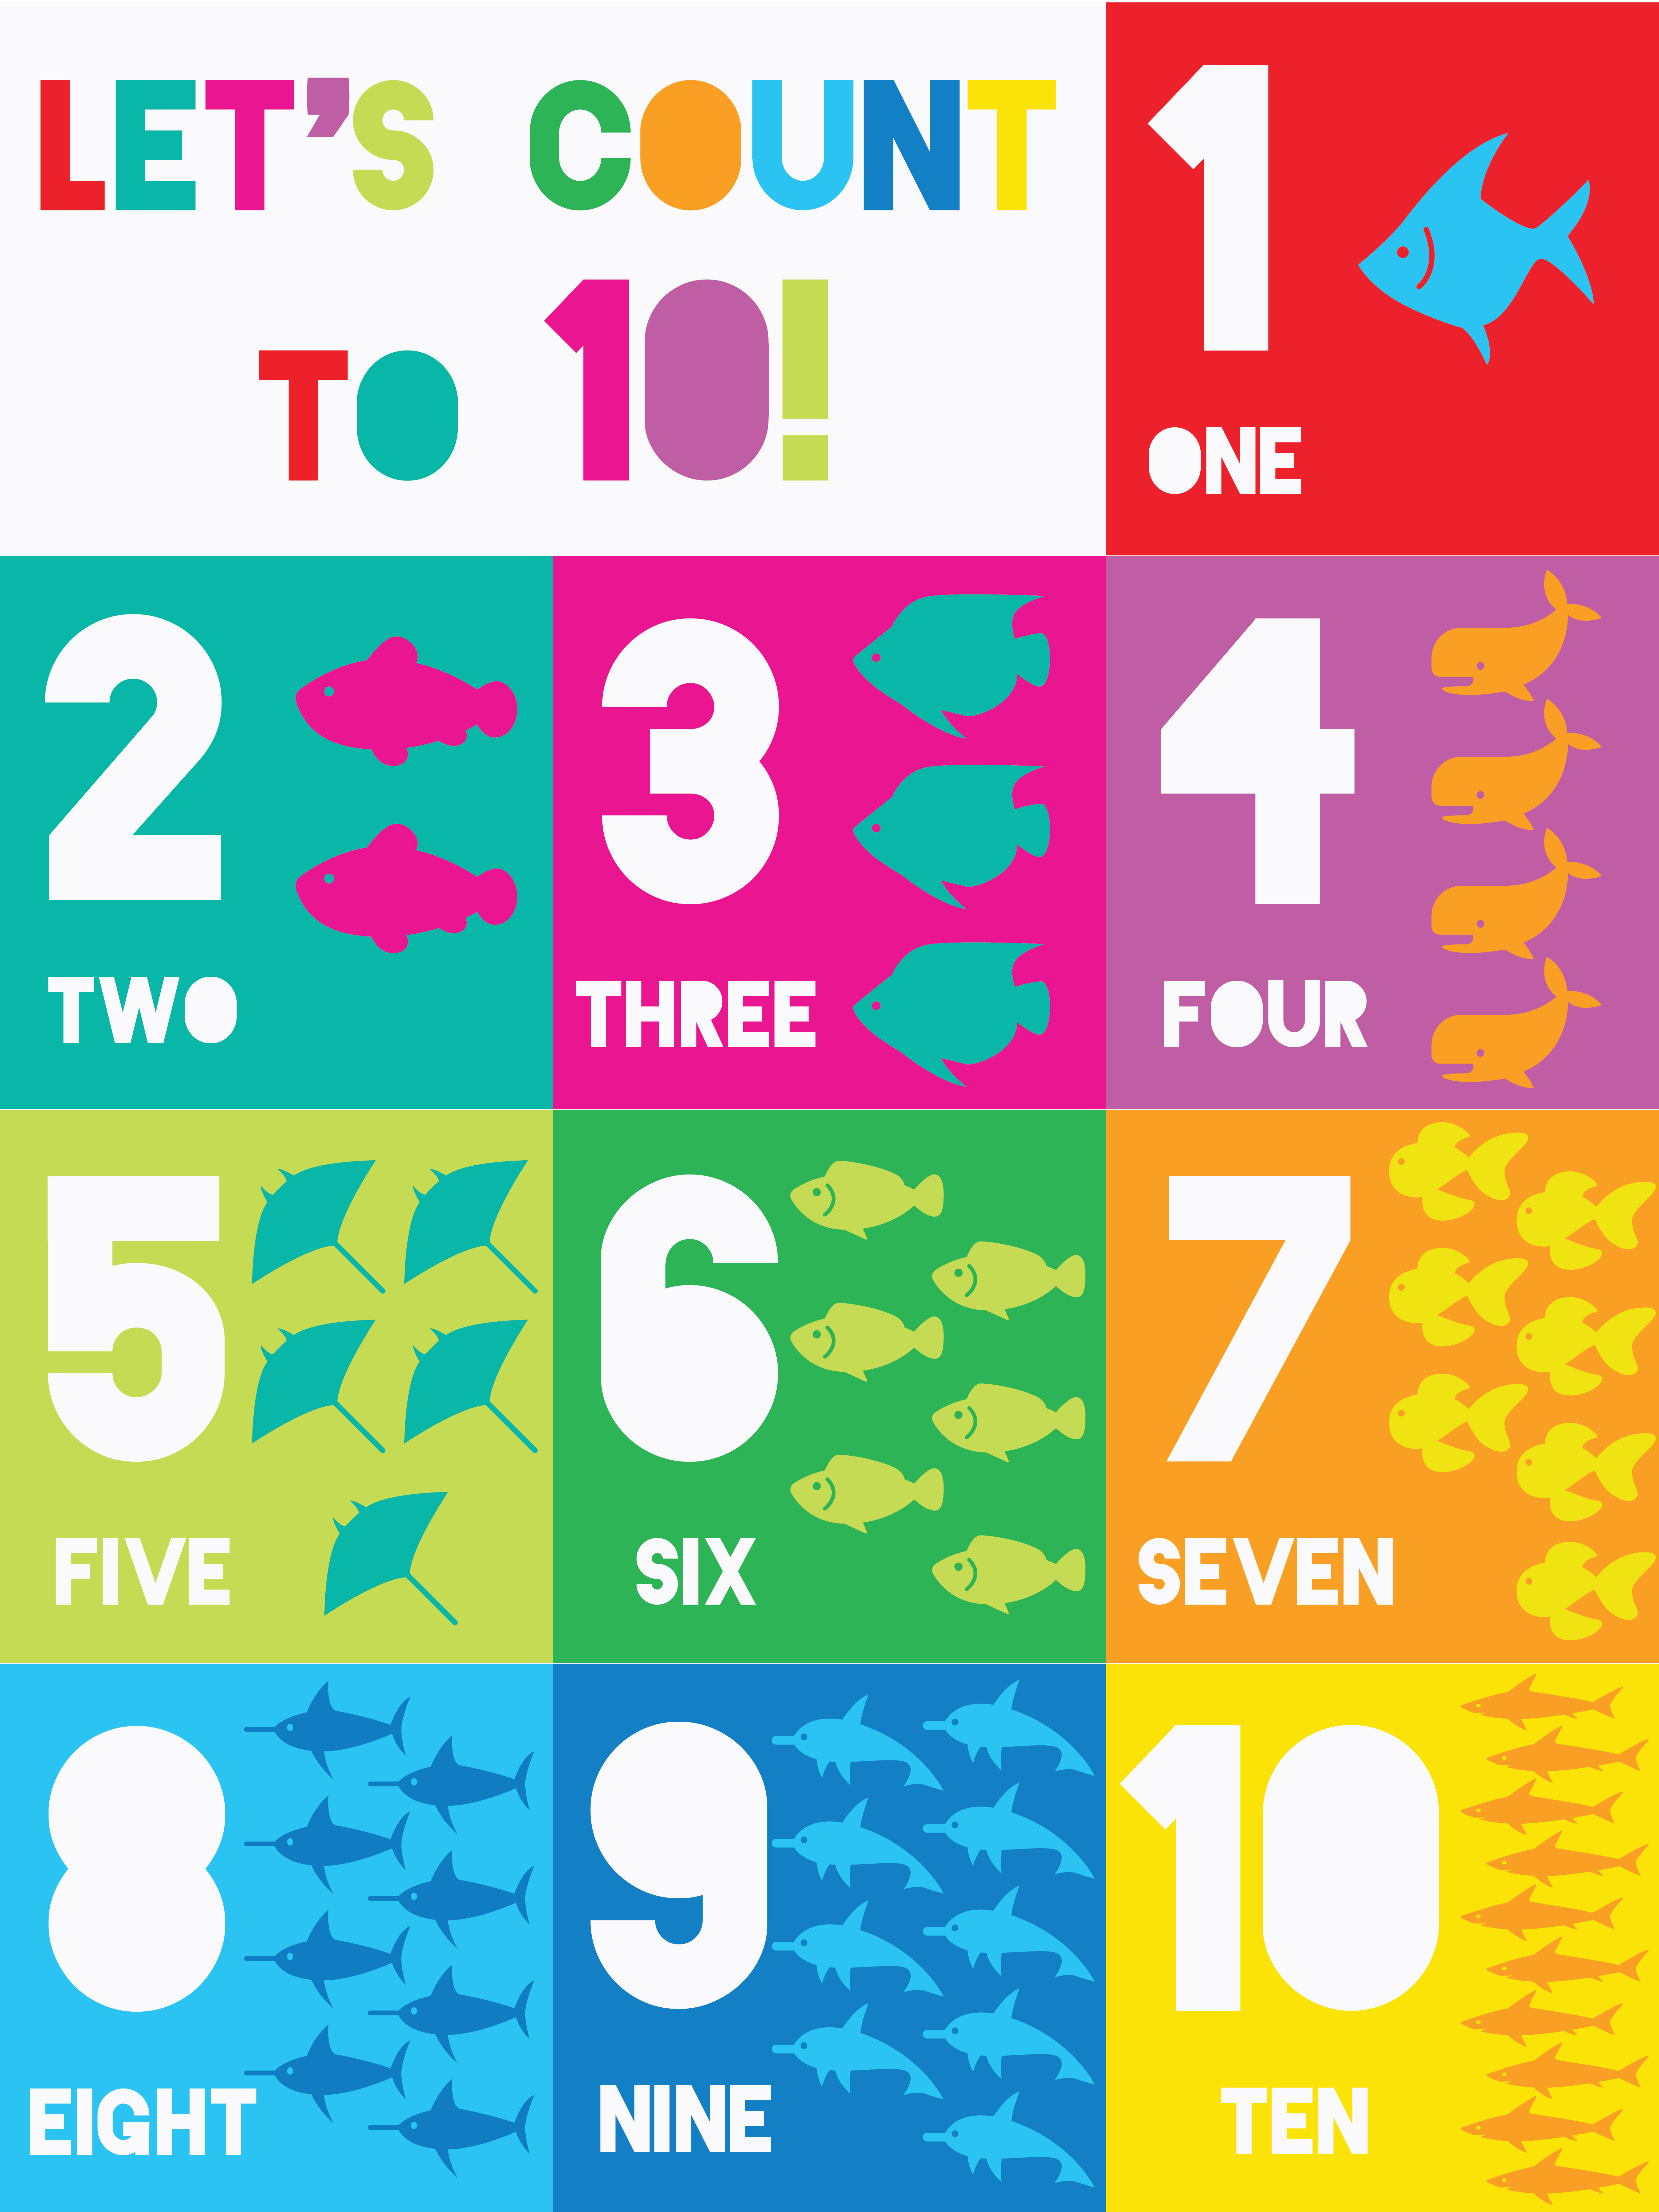 LET'S COUNT
TO 10!
1
ONE
2
TWO
3
THREE
4
FOUR
5
FIVE
6
SIX
7
SEVEN
8
EIGHT
9
NINE
10
TEN